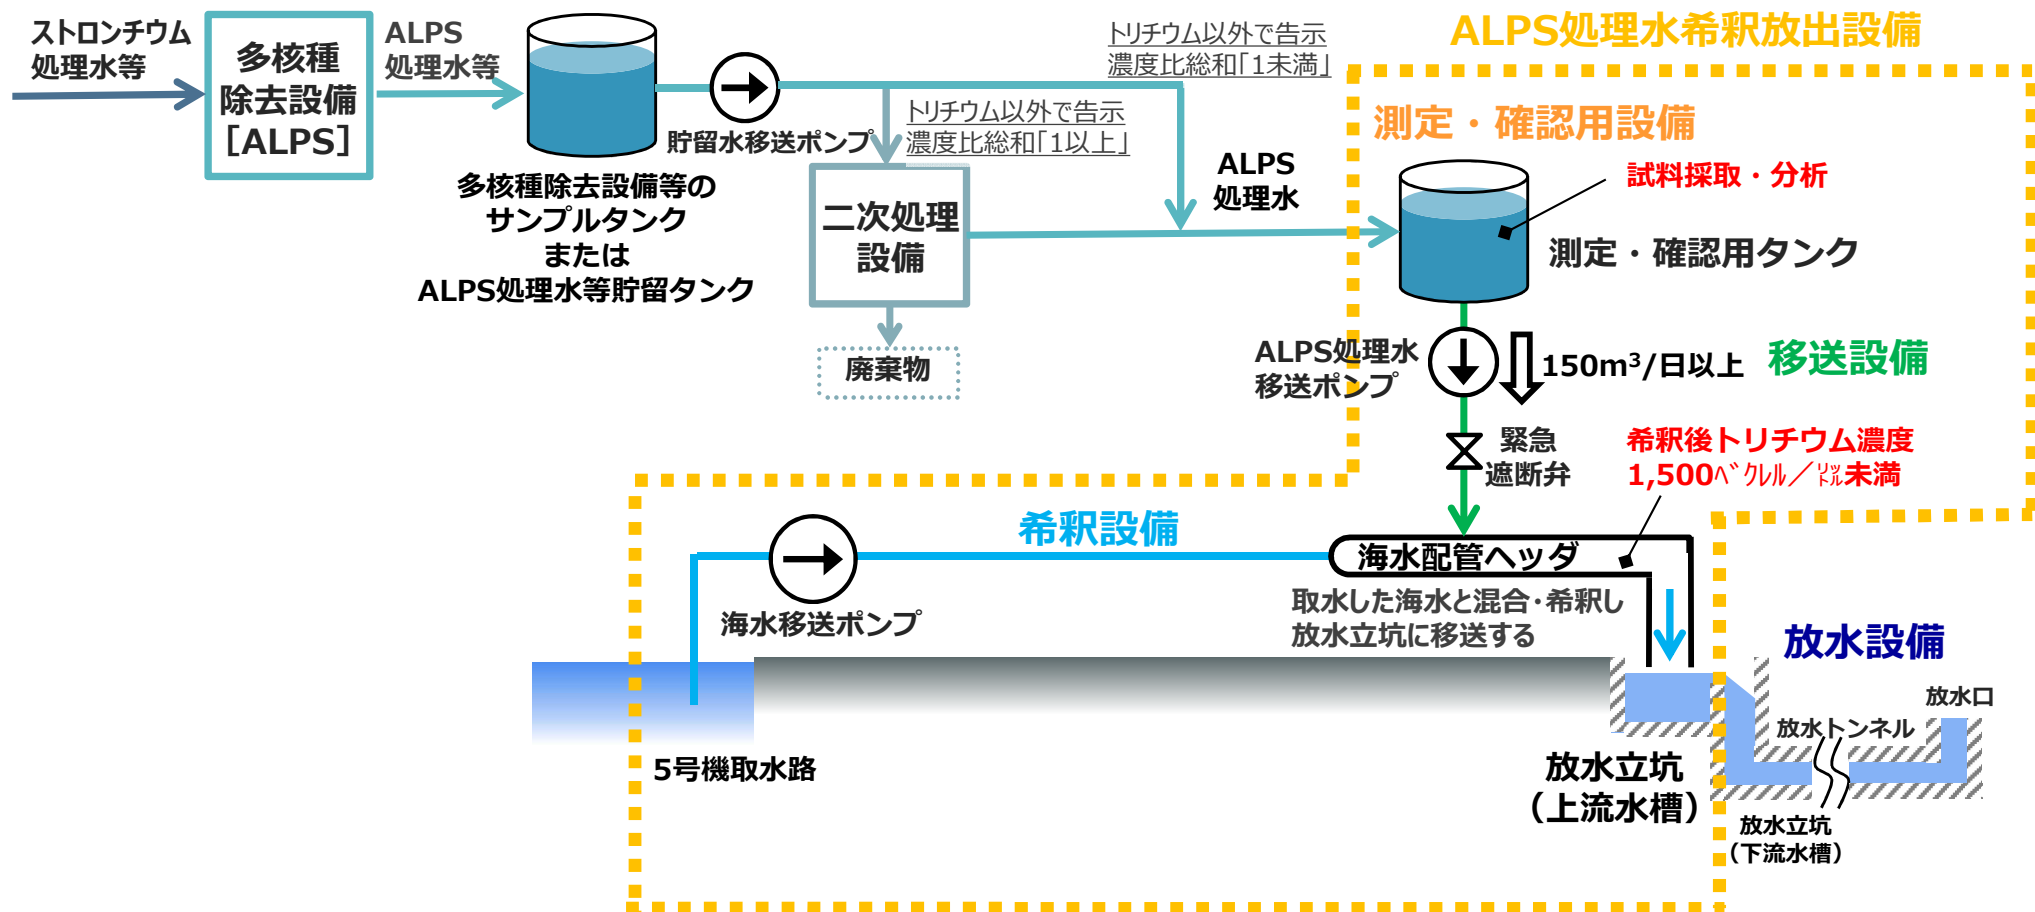 ストロンチウム
処理水等
多核種
除去設備
［ALPS］
ALPS
処理水等
貯留水移送ポンプ
多核種除去設備等の
サンプルタンク
または
ALPS処理水等貯留タンク
トリチウム以外で告示
濃度比総和｢1未満｣
トリチウム以外で告示
濃度比総和｢1以上｣
二次処理
設備
廃棄物
ALPS
処理水
ALPS処理水希釈放出設備
測定・確認用設備
試料採取・分析
測定・確認用タンク
ALPS処理水
移送ポンプ
150m³/日以上
移送設備
緊急
遮断弁
希釈後トリチウム濃度
1,500ﾍﾞｸﾚﾙ／㍑未満
希釈設備
海水配管ヘッダ
海水移送ポンプ
取水した海水と混合･希釈し
放水立坑に移送する
放水設備
放水口
放水トンネル
5号機取水路
放水立坑
（上流水槽）
放水立坑
（下流水槽）